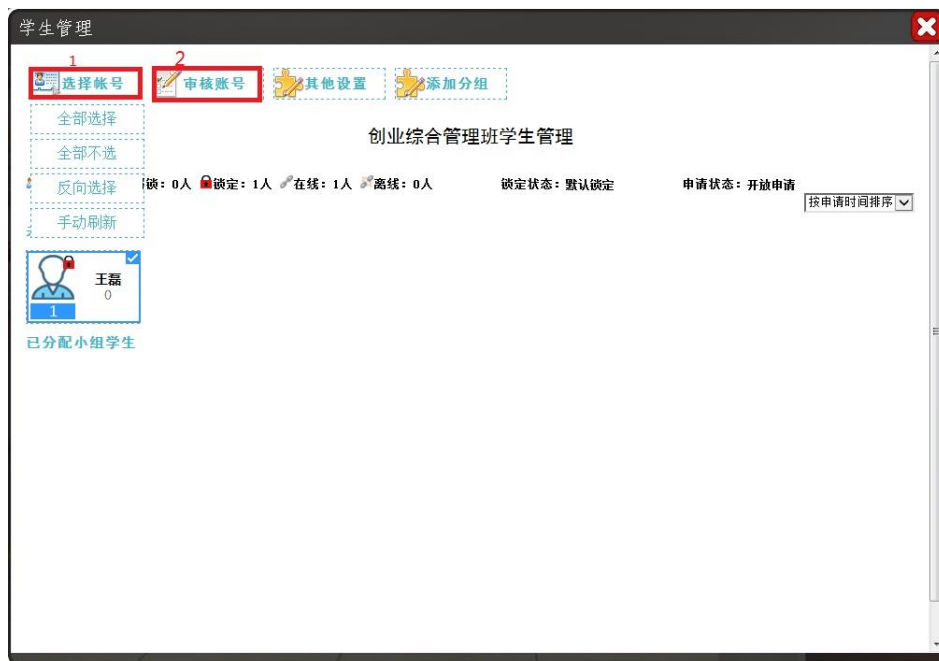 学生管理
1
2
选择帐号
审核账号
其他设置
添加分组
全部选择
全部不选
反向选择
手动刷新
创业综合管理班学生管理
锁：0人 锁定：1人 在线：1人 离线：0人 锁定状态：默认锁定 申请状态：开放申请
按申请时间排序
王磊
0
1
已分配小组学生